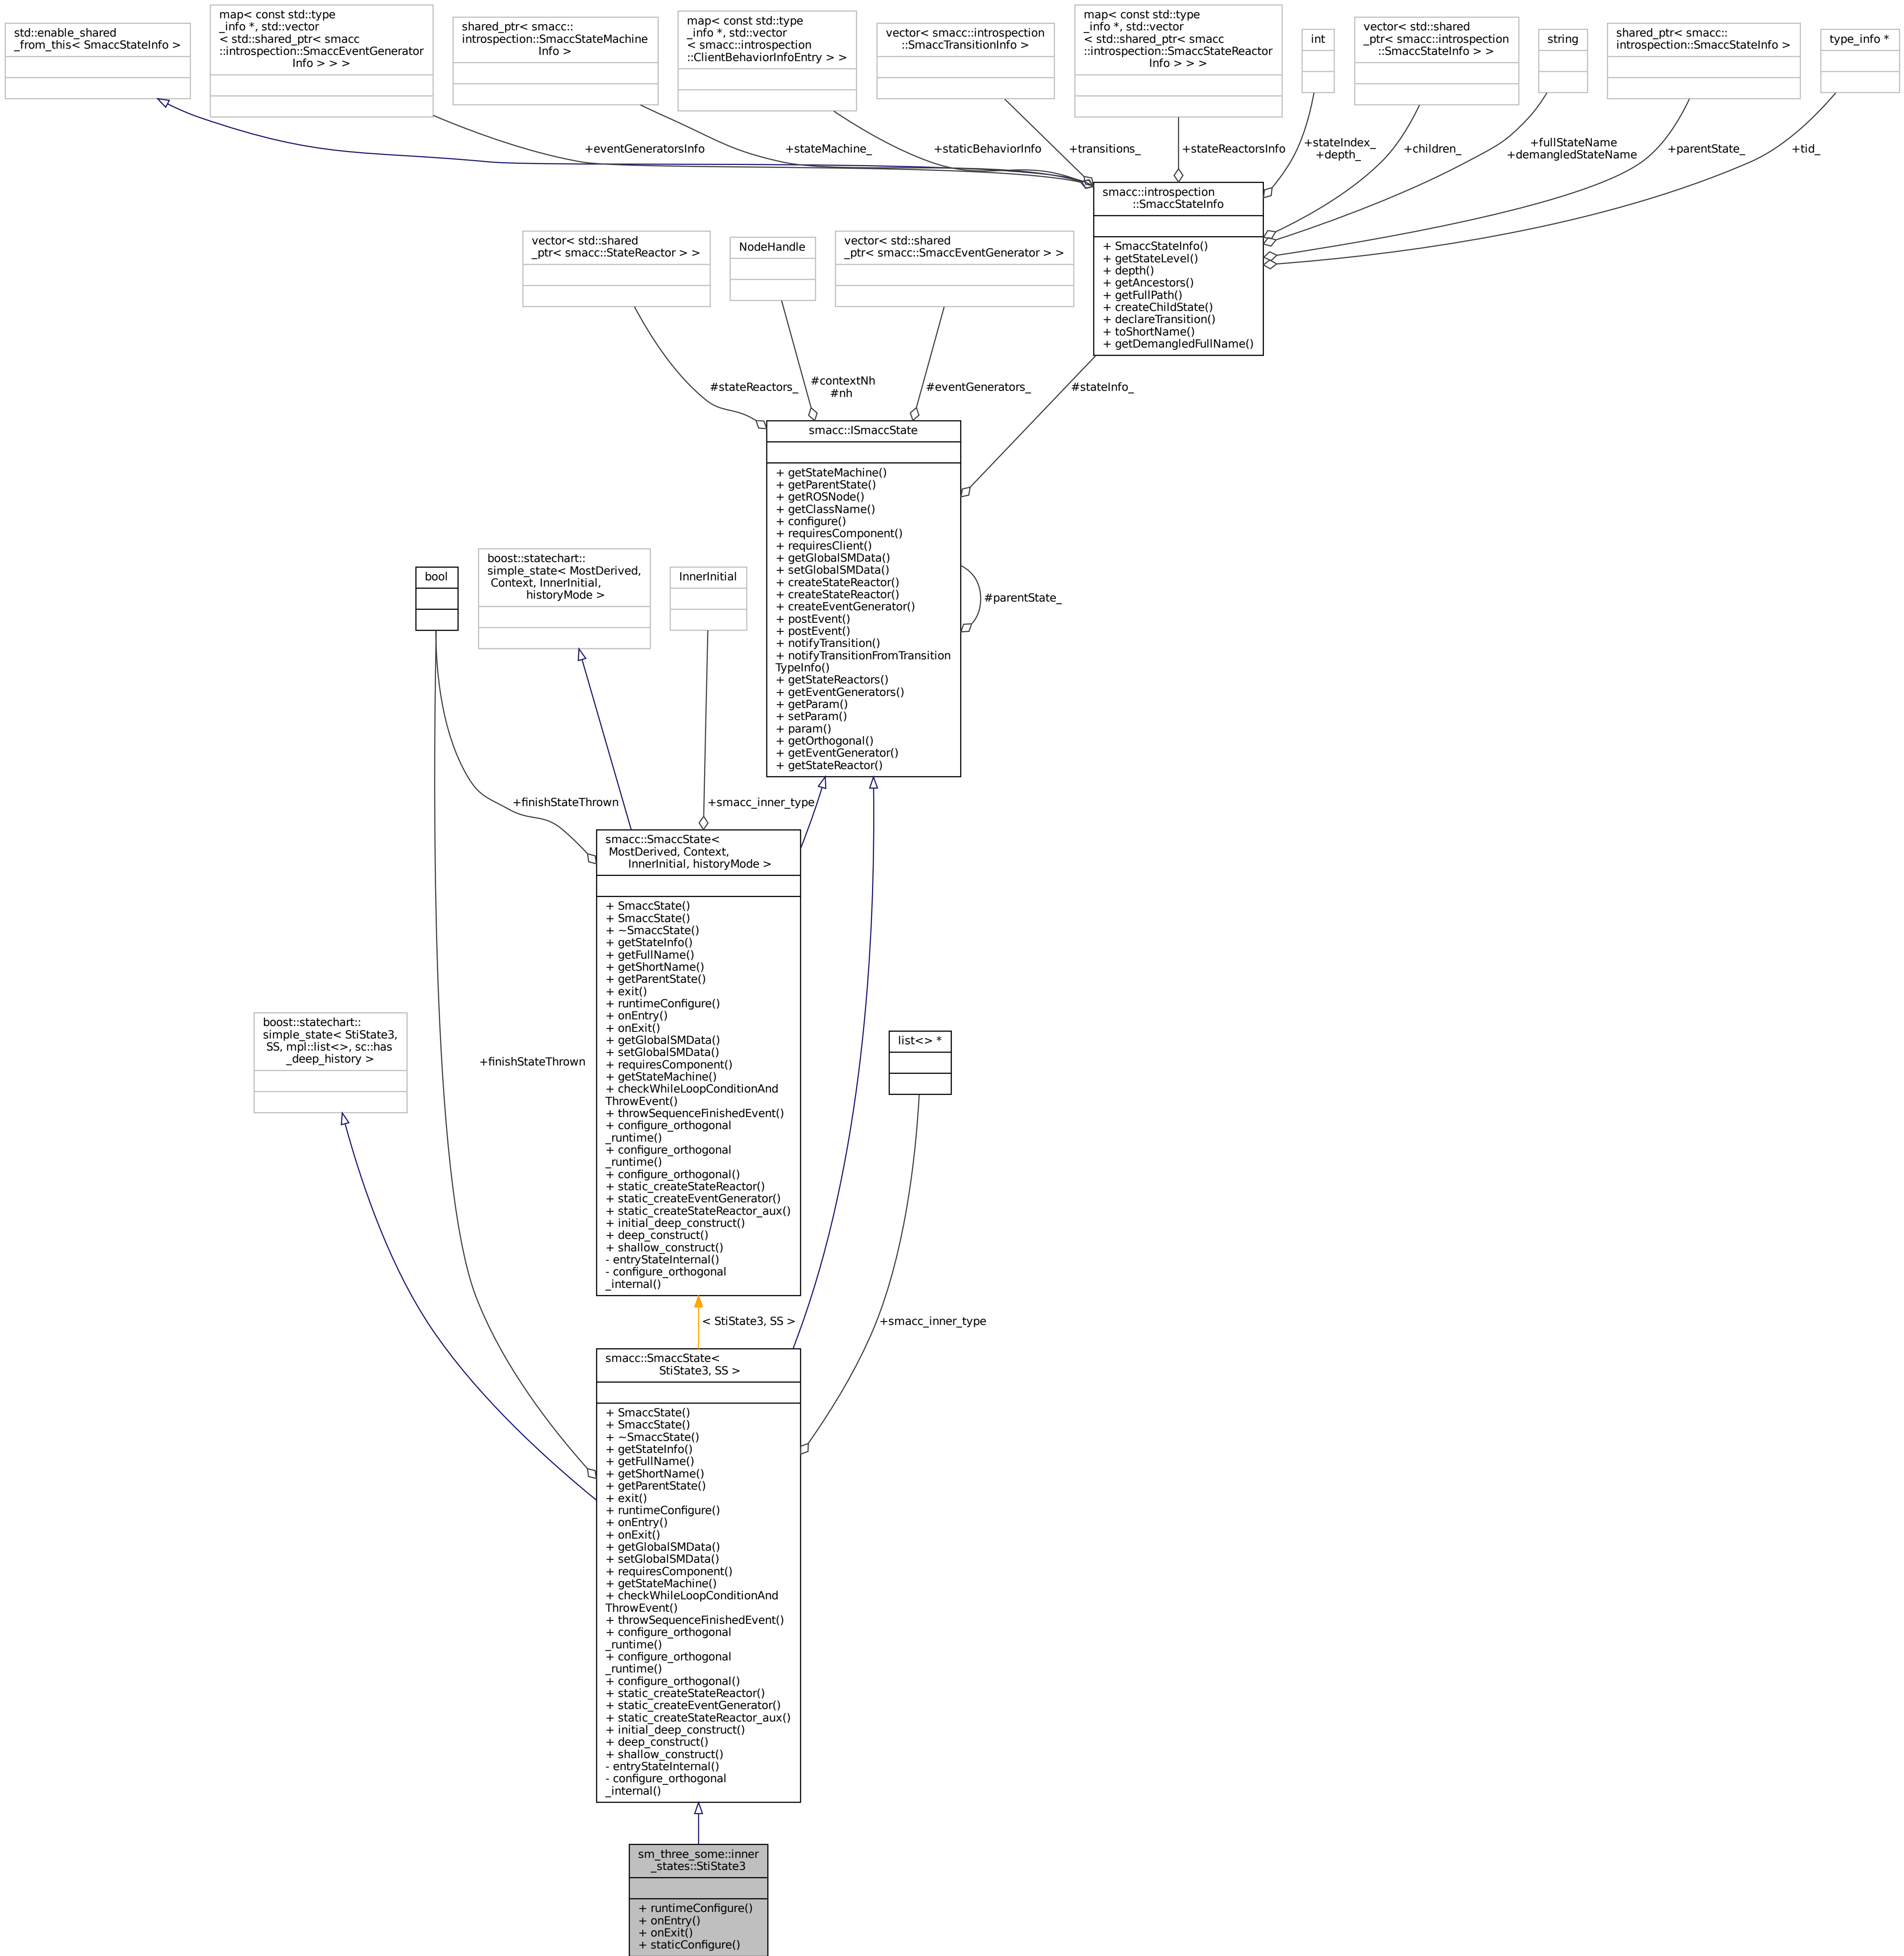 std::enable_shared
_from_this< SmaccStateInfo >
map< const std::type
_info *, std::vector
< std::shared_ptr< smacc
::introspection::SmaccEventGenerator
Info > > >
shared_ptr< smacc::
introspection::SmaccStateMachine
Info >
map< const std::type
_info *, std::vector
< smacc::introspection
::ClientBehaviorInfoEntry > >
vector< smacc::introspection
::SmaccTransitionInfo >
map< const std::type
_info *, std::vector
< std::shared_ptr< smacc
::introspection::SmaccStateReactor
Info > > >
int
vector< std::shared
_ptr< smacc::introspection
::SmaccStateInfo > >
string
shared_ptr< smacc::
introspection::SmaccStateInfo >
type_info *
+eventGeneratorsInfo
+stateMachine_
+staticBehaviorInfo
+transitions_
+stateReactorsInfo
+stateIndex_
+depth_
+children_
+fullStateName
+demangledStateName
+parentState_
+tid_
smacc::introspection
::SmaccStateInfo
+ SmaccStateInfo()
+ getStateLevel()
+ depth()
+ getAncestors()
+ getFullPath()
+ createChildState()
+ declareTransition()
+ toShortName()
+ getDemangledFullName()
vector< std::shared
_ptr< smacc::StateReactor > >
NodeHandle
vector< std::shared
_ptr< smacc::SmaccEventGenerator > >
#stateReactors_
#contextNh
#nh
#eventGenerators_
#stateInfo_
smacc::ISmaccState
+ getStateMachine()
+ getParentState()
+ getROSNode()
+ getClassName()
+ configure()
+ requiresComponent()
+ requiresClient()
+ getGlobalSMData()
+ setGlobalSMData()
+ createStateReactor()
+ createStateReactor()
+ createEventGenerator()
+ postEvent()
+ postEvent()
+ notifyTransition()
+ notifyTransitionFromTransition
TypeInfo()
+ getStateReactors()
+ getEventGenerators()
+ getParam()
+ setParam()
+ param()
+ getOrthogonal()
+ getEventGenerator()
+ getStateReactor()
#parentState_
bool
boost::statechart::
simple_state< MostDerived,
Context, InnerInitial,
historyMode >
InnerInitial
+finishStateThrown
+smacc_inner_type
smacc::SmaccState<
MostDerived, Context,
InnerInitial, historyMode >
+ SmaccState()
+ SmaccState()
+ ~SmaccState()
+ getStateInfo()
+ getFullName()
+ getShortName()
+ getParentState()
+ exit()
+ runtimeConfigure()
+ onEntry()
+ onExit()
+ getGlobalSMData()
+ setGlobalSMData()
+ requiresComponent()
+ getStateMachine()
+ checkWhileLoopConditionAnd
ThrowEvent()
+ throwSequenceFinishedEvent()
+ configure_orthogonal
_runtime()
+ configure_orthogonal
_runtime()
+ configure_orthogonal()
+ static_createStateReactor()
+ static_createEventGenerator()
+ static_createStateReactor_aux()
+ initial_deep_construct()
+ deep_construct()
+ shallow_construct()
- entryStateInternal()
- configure_orthogonal
_internal()
boost::statechart::
simple_state< StiState3,
SS, mpl::list<>, sc::has
_deep_history >
+finishStateThrown
list<> *
< StiState3, SS >
+smacc_inner_type
smacc::SmaccState<
StiState3, SS >
+ SmaccState()
+ SmaccState()
+ ~SmaccState()
+ getStateInfo()
+ getFullName()
+ getShortName()
+ getParentState()
+ exit()
+ runtimeConfigure()
+ onEntry()
+ onExit()
+ getGlobalSMData()
+ setGlobalSMData()
+ requiresComponent()
+ getStateMachine()
+ checkWhileLoopConditionAnd
ThrowEvent()
+ throwSequenceFinishedEvent()
+ configure_orthogonal
_runtime()
+ configure_orthogonal
_runtime()
+ configure_orthogonal()
+ static_createStateReactor()
+ static_createEventGenerator()
+ static_createStateReactor_aux()
+ initial_deep_construct()
+ deep_construct()
+ shallow_construct()
- entryStateInternal()
- configure_orthogonal
_internal()
sm_three_some::inner
_states::StiState3
+ runtimeConfigure()
+ onEntry()
+ onExit()
+ staticConfigure()